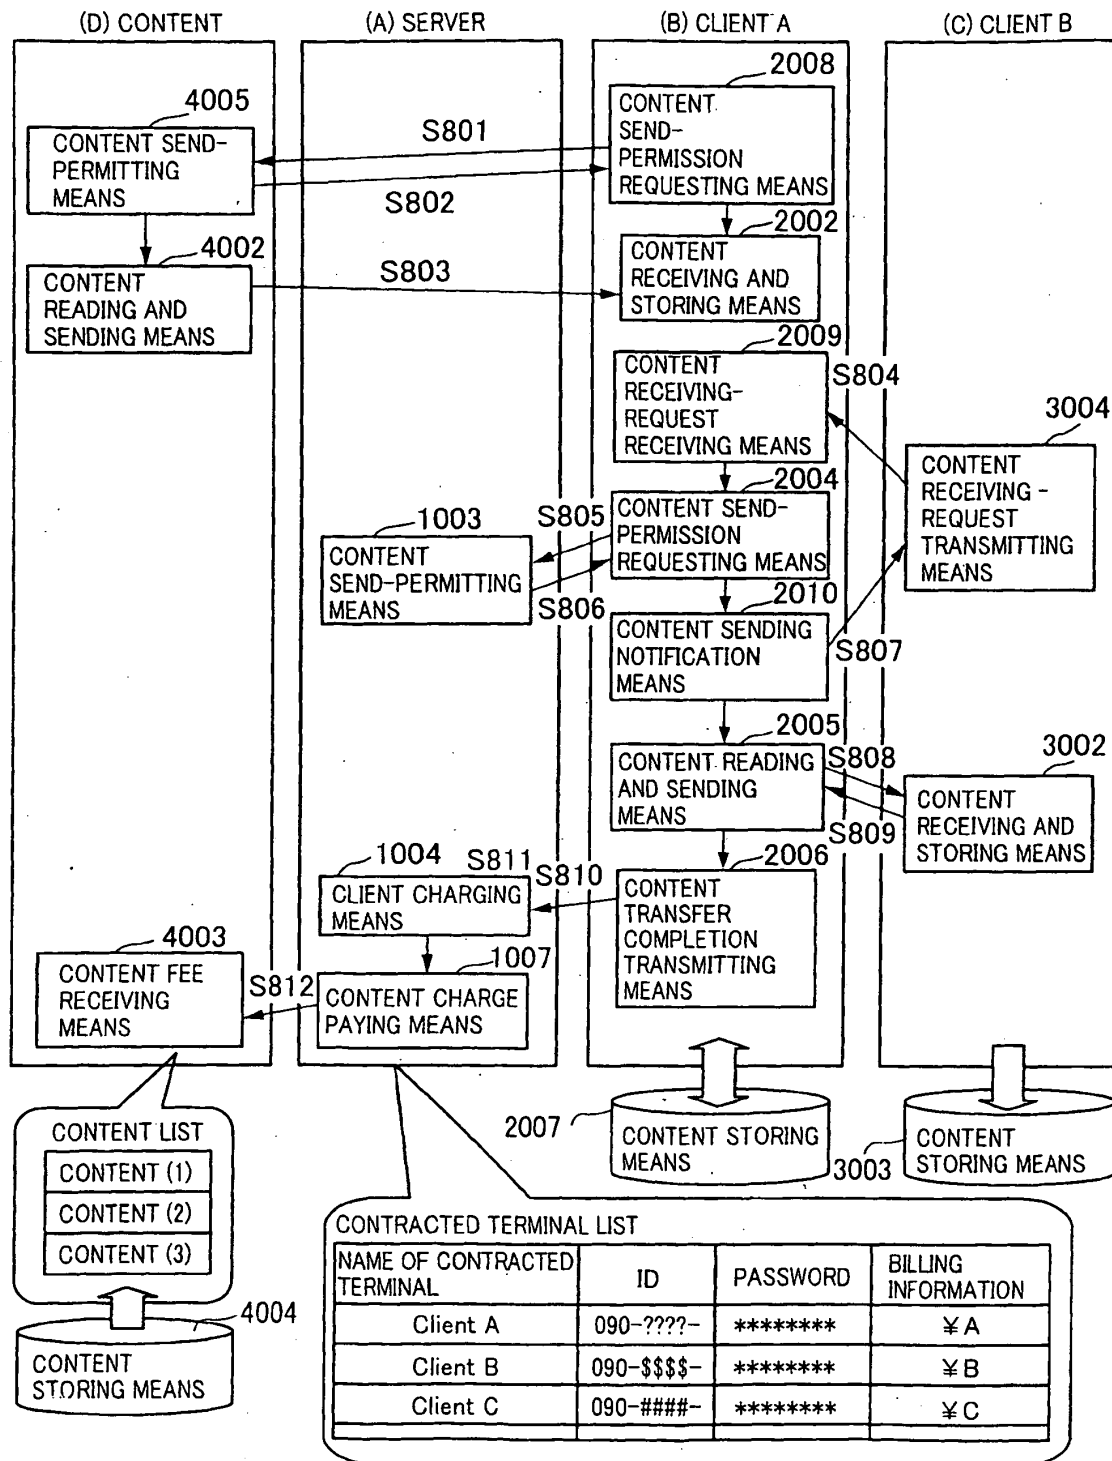 (D) CONTENT
(A) SERVER
(B) CLIENT A
(C) CLIENT B
2008
4005
CONTENT
SEND-
PERMISSION
REQUESTING MEANS
CONTENT SEND-
PERMITTING
MEANS
S801
S802
2002
4002
CONTENT
RECEIVING AND
STORING MEANS
CONTENT
READING AND
SENDING MEANS
S803
2009
CONTENT
RECEIVING-
REQUEST
RECEIVING MEANS
S804
3004
CONTENT
RECEIVING-
REQUEST
TRANSMITTING
MEANS
2004
CONTENT SEND-
PERMISSION
REQUESTING MEANS
1003
S805
CONTENT
SEND-PERMITTING
MEANS
S806
2010
CONTENT SENDING
NOTIFICATION
MEANS
S807
2005
CONTENT READING
AND SENDING
MEANS
S808
3002
CONTENT
RECEIVING AND
STORING MEANS
S809
2006
1004
S811
S810
CLIENT CHARGING
MEANS
CONTENT
TRANSFER
COMPLETION
TRANSMITTING
MEANS
4003
1007
CONTENT FEE
RECEIVING
MEANS
S812
CONTENT CHARGE
PAYING MEANS
2007
CONTENT STORING
MEANS
3003
CONTENT
STORING MEANS
CONTENT LIST
CONTENT (1)
CONTENT (2)
CONTENT (3)
4004
CONTENT
STORING MEANS
CONTRACTED TERMINAL LIST
NAME OF CONTRACTED
TERMINAL
ID
PASSWORD
BILLING
INFORMATION
Client A 090-????- ******** ¥A
Client B 090-$$$$- ******** ¥B
Client C 090-####- ******** ¥C